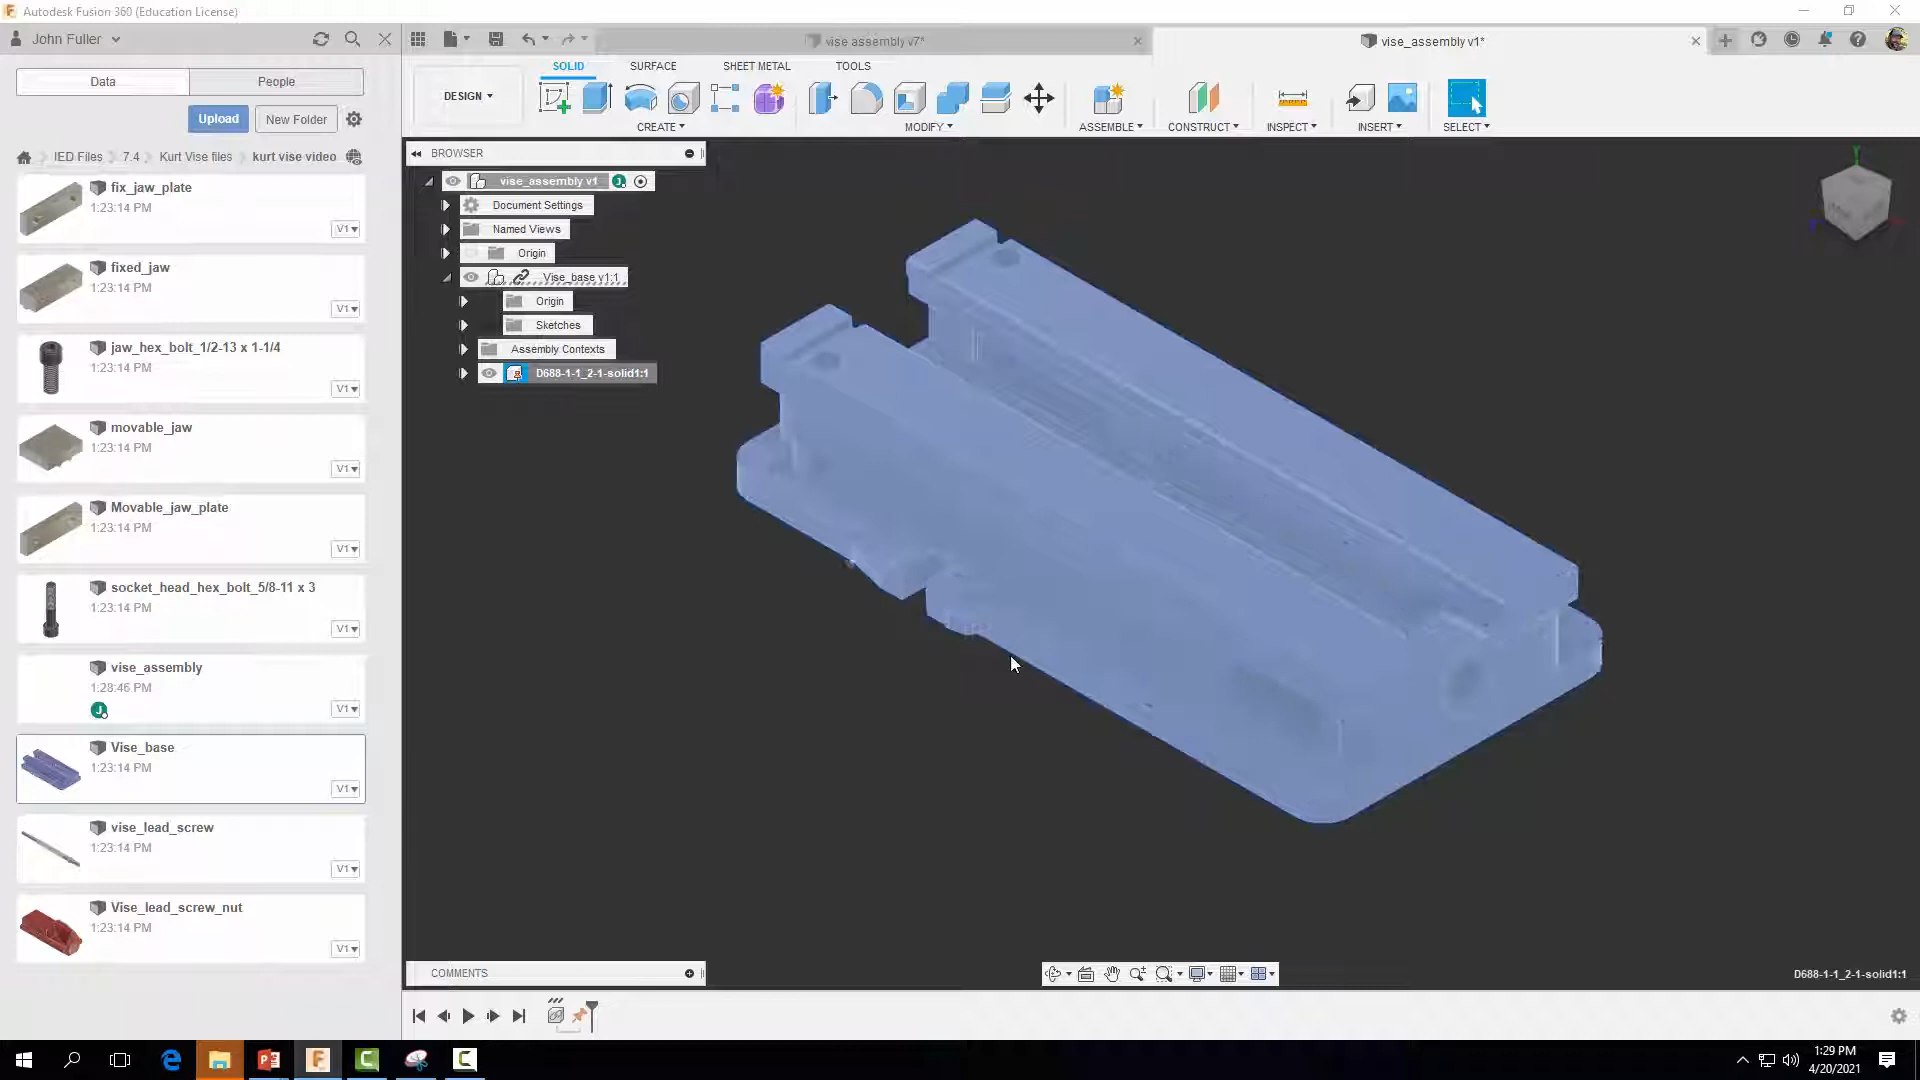 Autodesk Fusion 360 (Education License)
John Fuller
vise assembly v7*
vise_assembly v1*
Data
People
Upload
New Folder
IED Files
7.4
Kurt Vise files
kurt vise video
DESIGN
SOLID
SURFACE
SHEET METAL
TOOLS
CREATE
MODIFY
ASSEMBLE
CONSTRUCT
INSPECT
INSERT
SELECT
BROWSER
vise_assembly v1
Document Settings
Named Views
Origin
Vise_base v1:1
Origin
Sketches
Assembly Contexts
D688-1-1_2-1-solid1:1
fix_jaw_plate
1:23:14 PM
V1
fixed_jaw
1:23:14 PM
V1
jaw_hex_bolt_1/2-13 x 1-1/4
1:23:14 PM
V1
movable_jaw
1:23:14 PM
V1
Movable_jaw_plate
1:23:14 PM
V1
socket_head_hex_bolt_5/8-11 x 3
1:23:14 PM
V1
vise_assembly
1:28:46 PM
J
V1
Vise_base
1:23:14 PM
V1
vise_lead_screw
1:23:14 PM
V1
Vise_lead_screw_nut
1:23:14 PM
V1
COMMENTS
D688-1-1_2-1-solid1:1
1:29 PM
4/20/2021